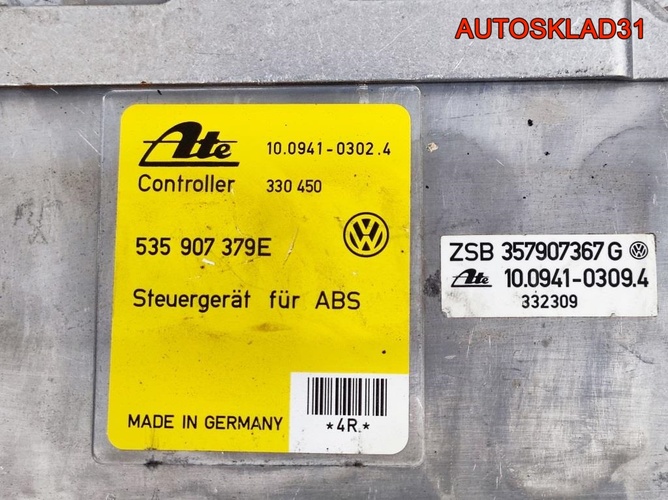 AUTOSKLAD31
Ate 10.0941-0302.4
Controller 330 450
535 907 379E
Steuergerät für ABS
MADE IN GERMANY
*4R.*
ZSB 357907367G
Ate 10.0941-0309.4
332309